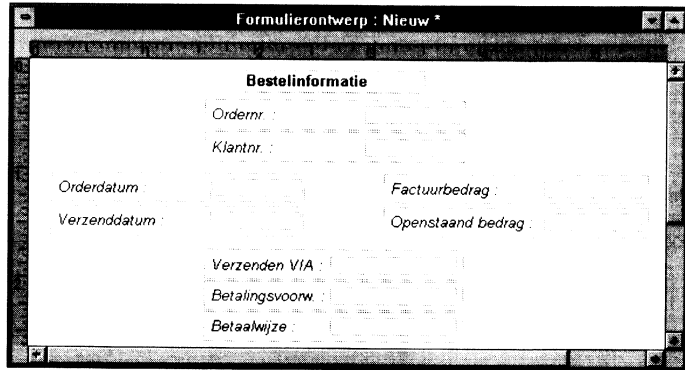 Formulierontwerp : Nieuw *
Bestelinformatie
Ordernr. :
Klantnr. :
Orderdatum : Factuurbedrag :
Verzenddatum : Openstaand bedrag :
Verzenden VIA :
Betalingsvoorw. :
Betaalwijze :